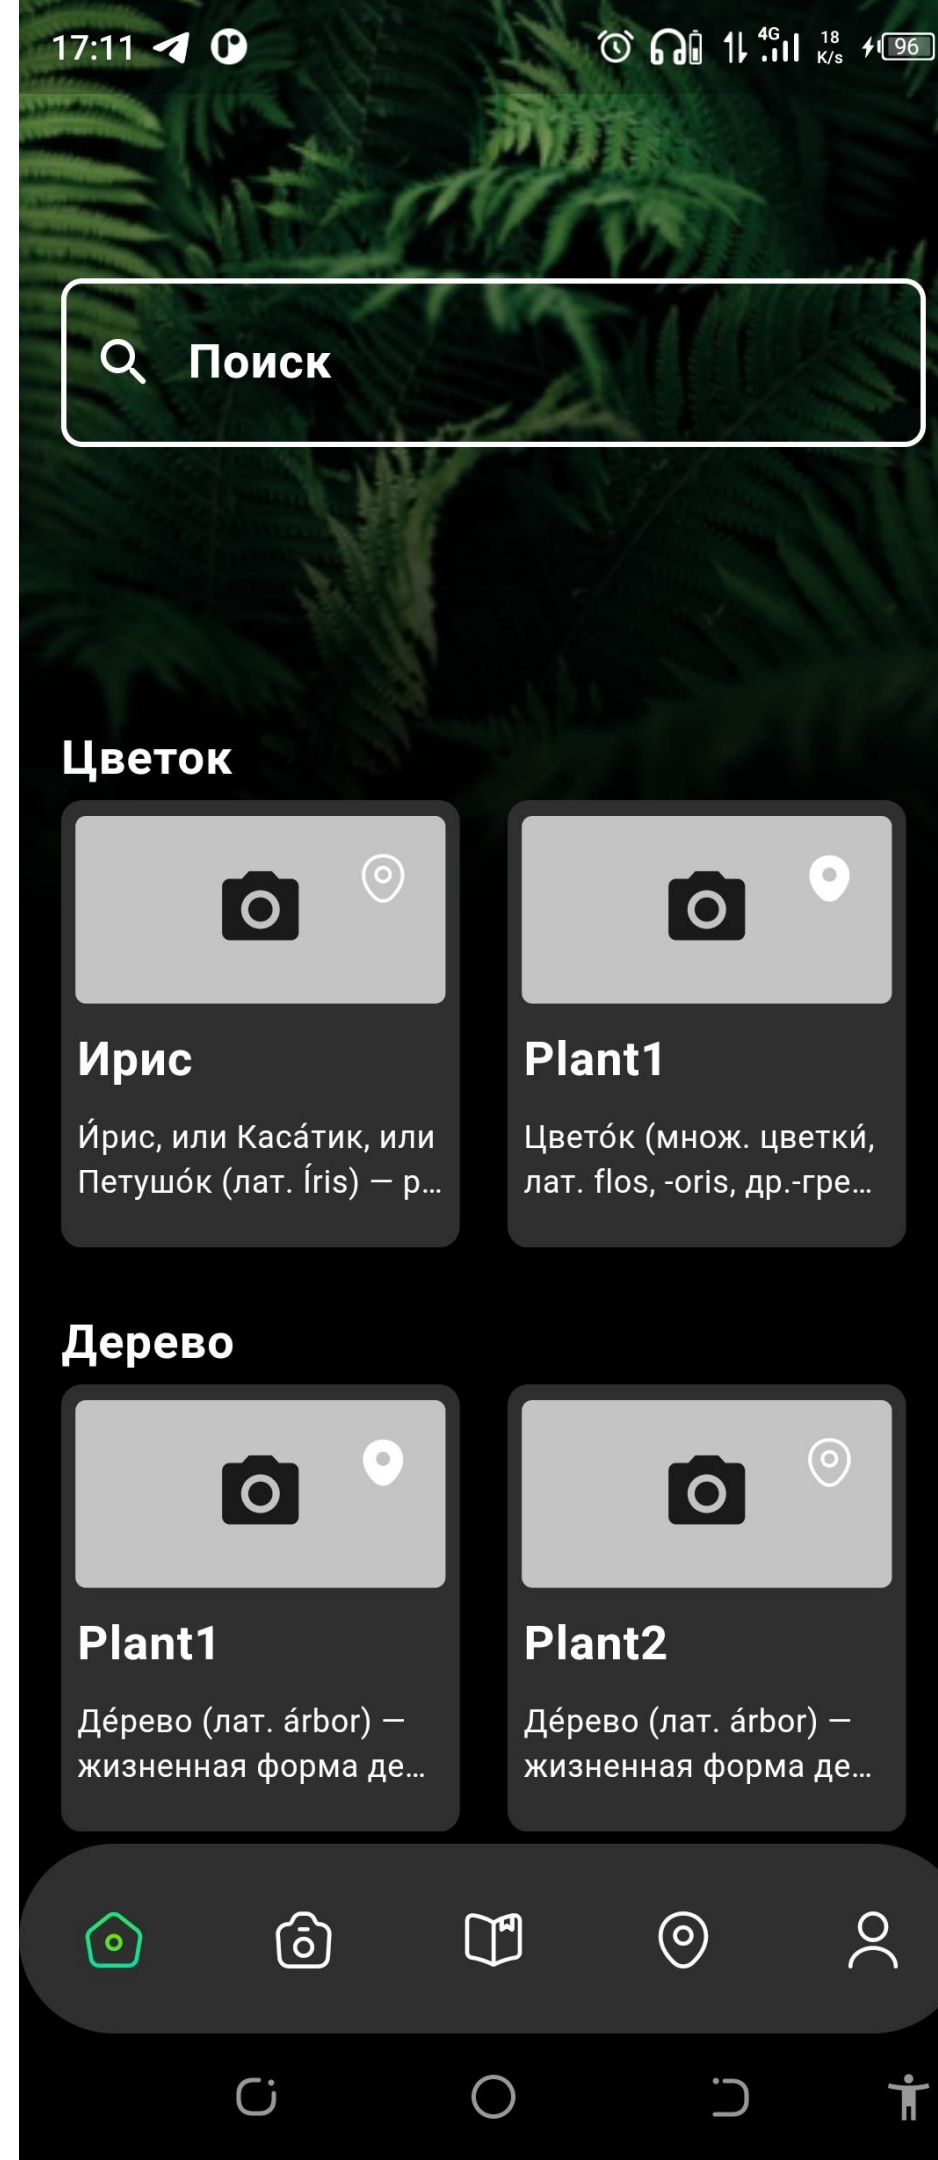 17:11
4G
18
K/s
96
Поиск
Цветок
Ирис
И́рис, или Каса́тик, или
Петушо́к (лат. Íris) — р…
Plant1
Цвето́к (множ. цветки́,
лат. flos, -oris, др.-гре…
Дерево
Plant1
Де́рево (лат. árbor) —
жизненная форма де…
Plant2
Де́рево (лат. árbor) —
жизненная форма де…